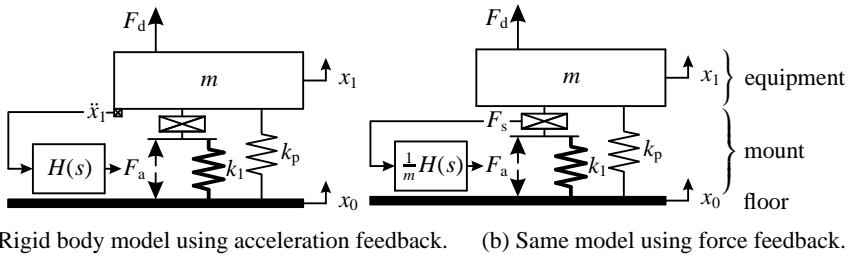 F_d
m
x_1
ẍ_1
H(s)
F_a
k_1
k_p
x_0
Rigid body model using acceleration feedback.
F_d
m
x_1
equipment
F_s
1/m H(s)
F_a
k_1
k_p
mount
x_0
floor
(b) Same model using force feedback.